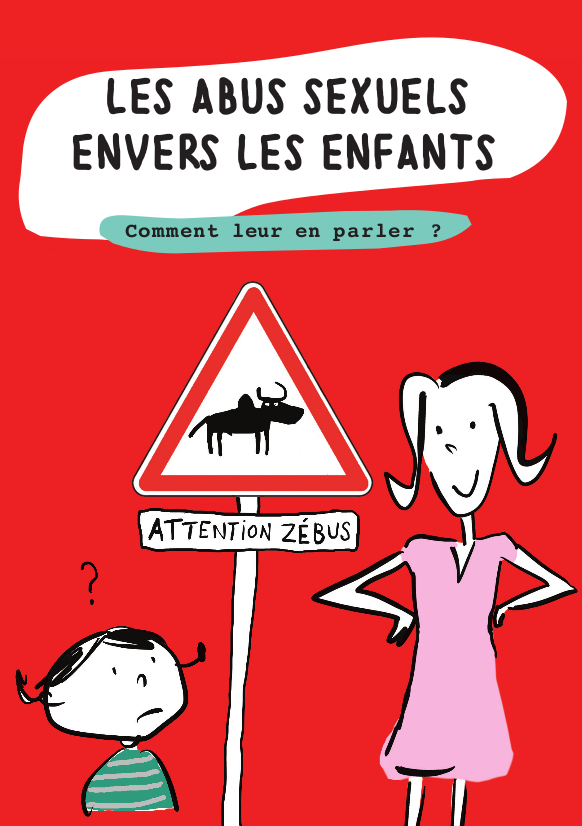 LES ABUS SEXUELS
ENVERS LES ENFANTS
Comment leur en parler ?
ATTENTION ZÉBUS
?